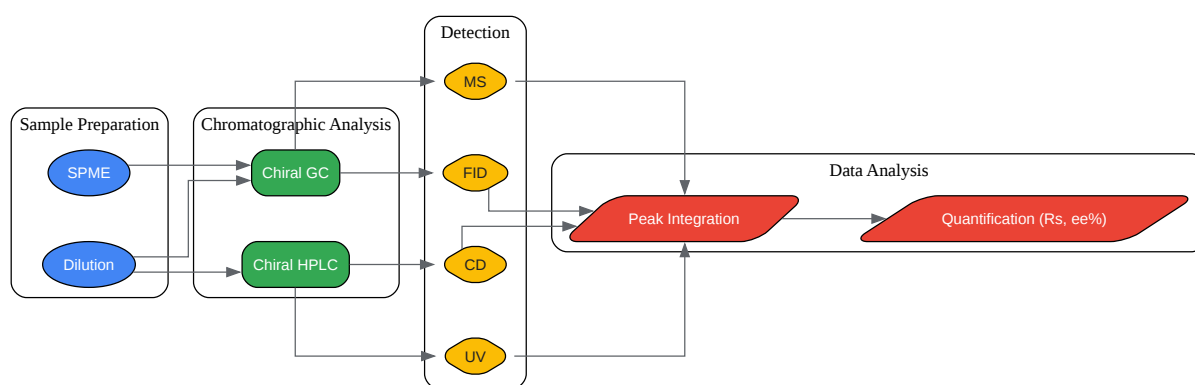 Detection
MS
Sample Preparation
Chromatographic Analysis
SPME
Chiral GC
FID
Data Analysis
Peak Integration
Quantification (Rs, ee%)
Dilution
Chiral HPLC
CD
UV